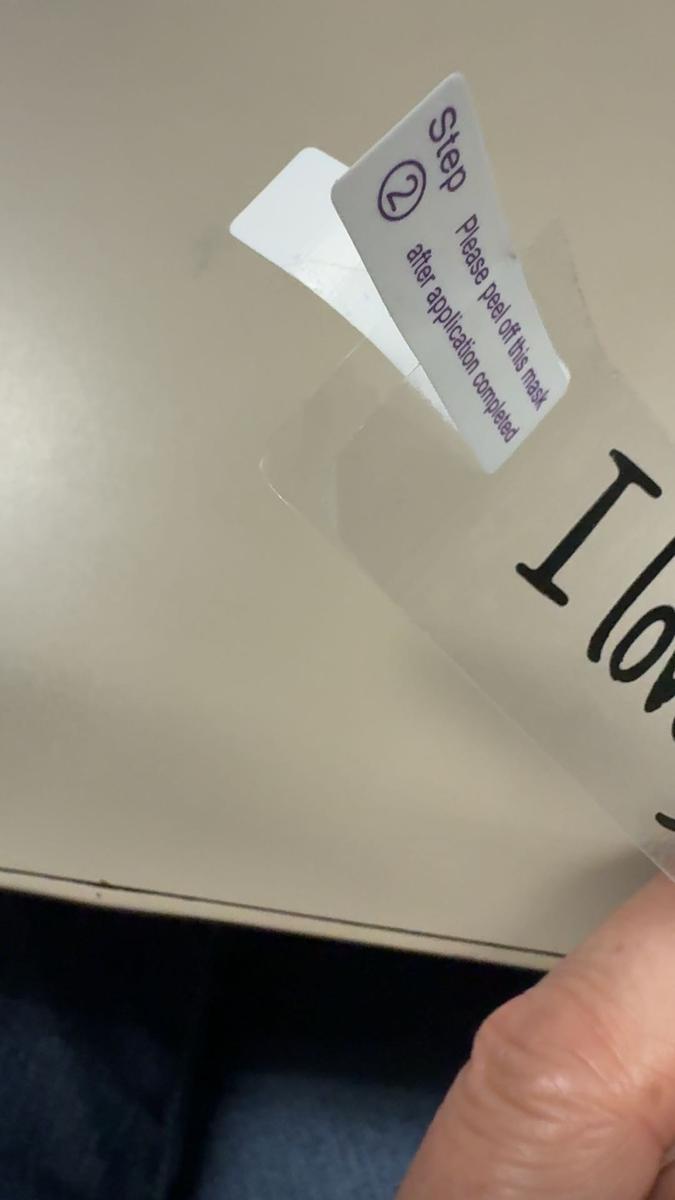 Step
②
Please peel off this mask
after application completed
I